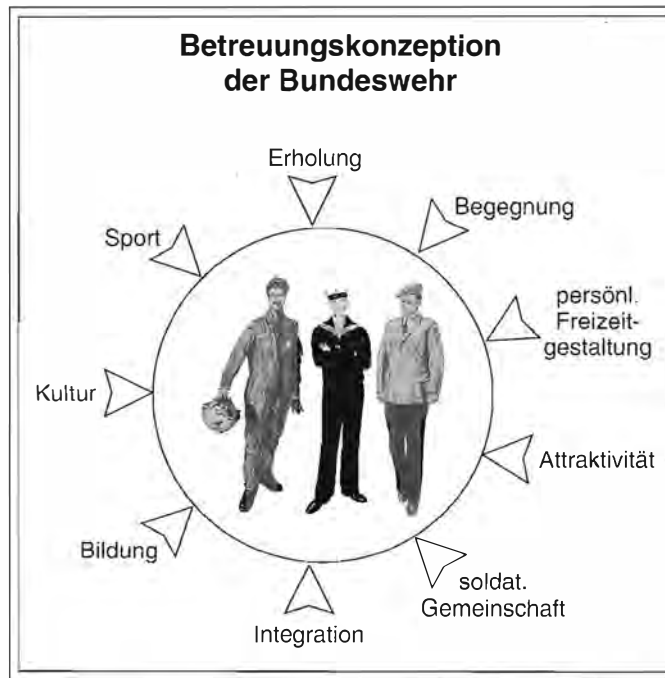 Betreuungskonzeption
der Bundeswehr
Erholung
Begegnung
persönl.
Freizeit-
gestaltung
Attraktivität
soldat.
Gemeinschaft
Integration
Bildung
Kultur
Sport